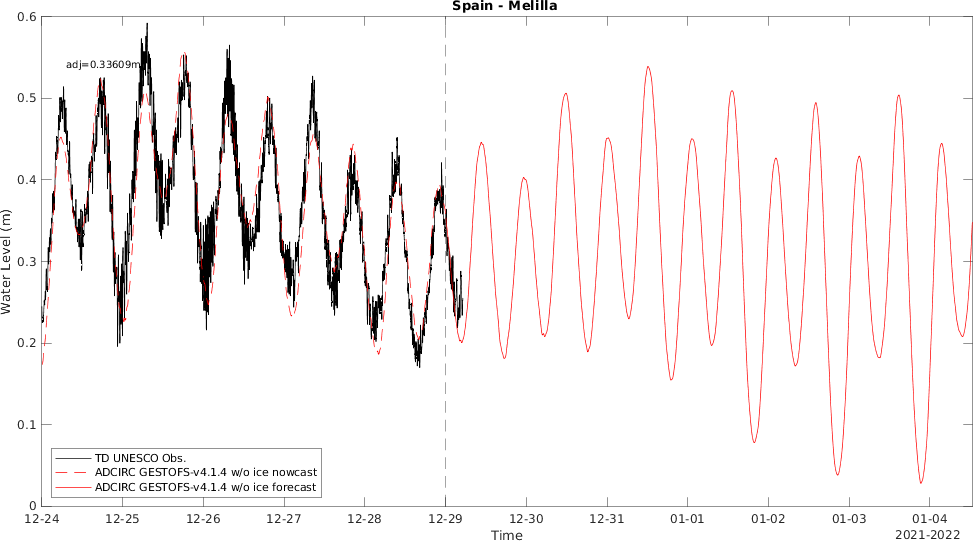 Spain - Melilla
adj=0.33609m
Water Level (m)
0.6
0.5
0.4
0.3
0.2
0.1
0
TD UNESCO Obs.
ADCIRC GESTOFS-v4.1.4 w/o ice nowcast
ADCIRC GESTOFS-v4.1.4 w/o ice forecast
12-24 12-25 12-26 12-27 12-28 12-29 12-30 12-31 01-01 01-02 01-03 01-04
Time
2021-2022